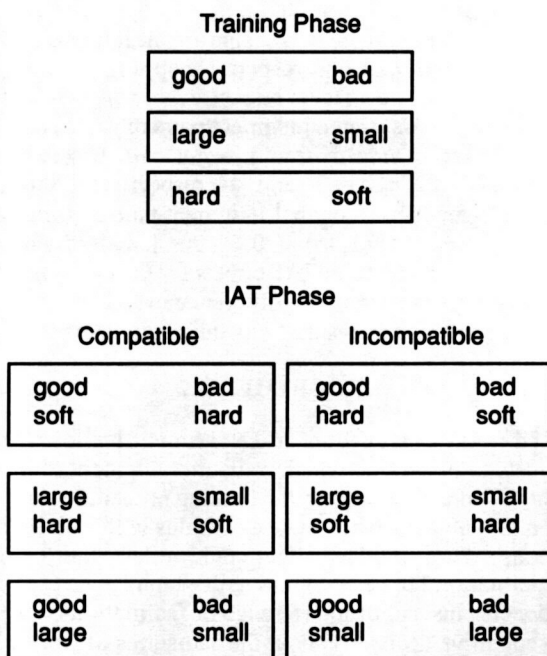 Training Phase
good bad
large small
hard soft
IAT Phase
Compatible Incompatible
good bad good bad
soft hard hard soft
large small large small
hard soft soft hard
good bad good bad
large small small large